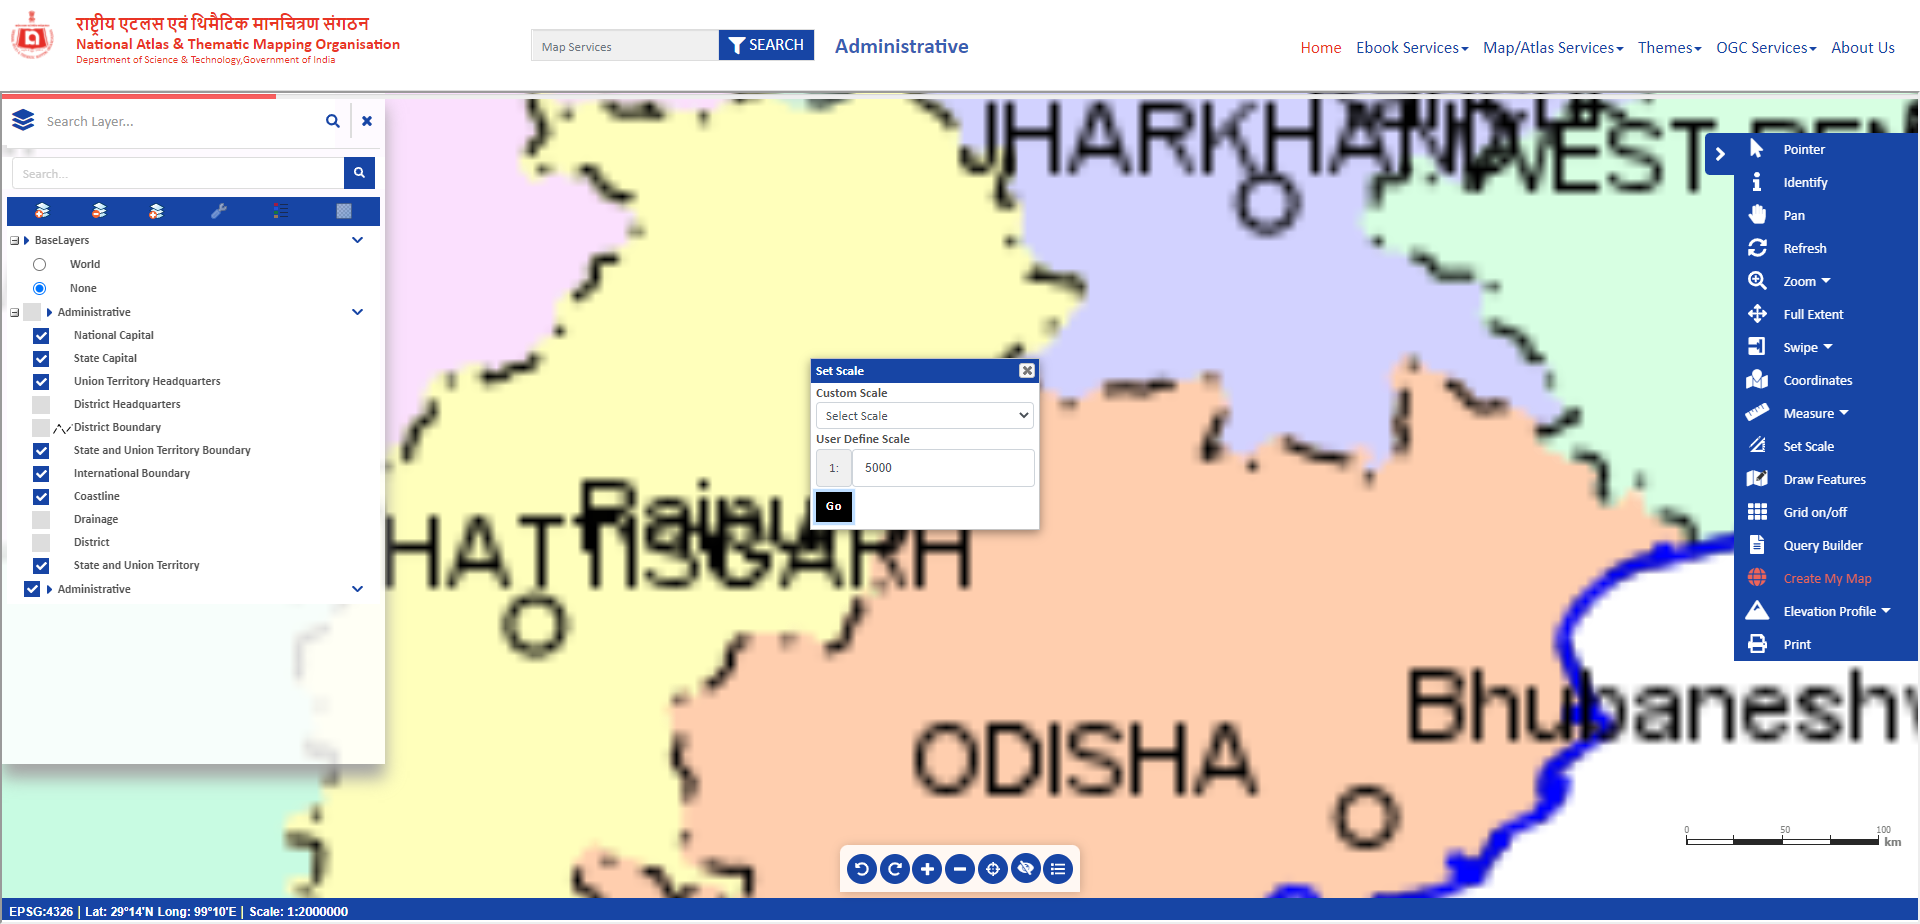 राष्ट्रीय एटलस एवं थिमैटिक मानचित्रण संगठन
National Atlas & Thematic Mapping Organisation
Department of Science & Technology,Government of India
Map Services
SEARCH
Administrative
Home
Ebook Services
Map/Atlas Services
Themes
OGC Services
About Us
Search Layer...
Search...
BaseLayers
World
None
Administrative
National Capital
State Capital
Union Territory Headquarters
District Headquarters
District Boundary
State and Union Territory Boundary
International Boundary
Coastline
Drainage
District
State and Union Territory
Administrative
JHARKHAND
WEST
HATTISGARH
ODISHA
Set Scale
Custom Scale
Select Scale
User Define Scale
1:
5000
Go
Pointer
Identify
Pan
Refresh
Zoom
Full Extent
Swipe
Coordinates
Measure
Set Scale
Draw Features
Grid on/off
Query Builder
Create My Map
Elevation Profile
Print
0 50 100
km
EPSG:4326 | Lat: 29°14'N Long: 99°10'E | Scale: 1:2000000